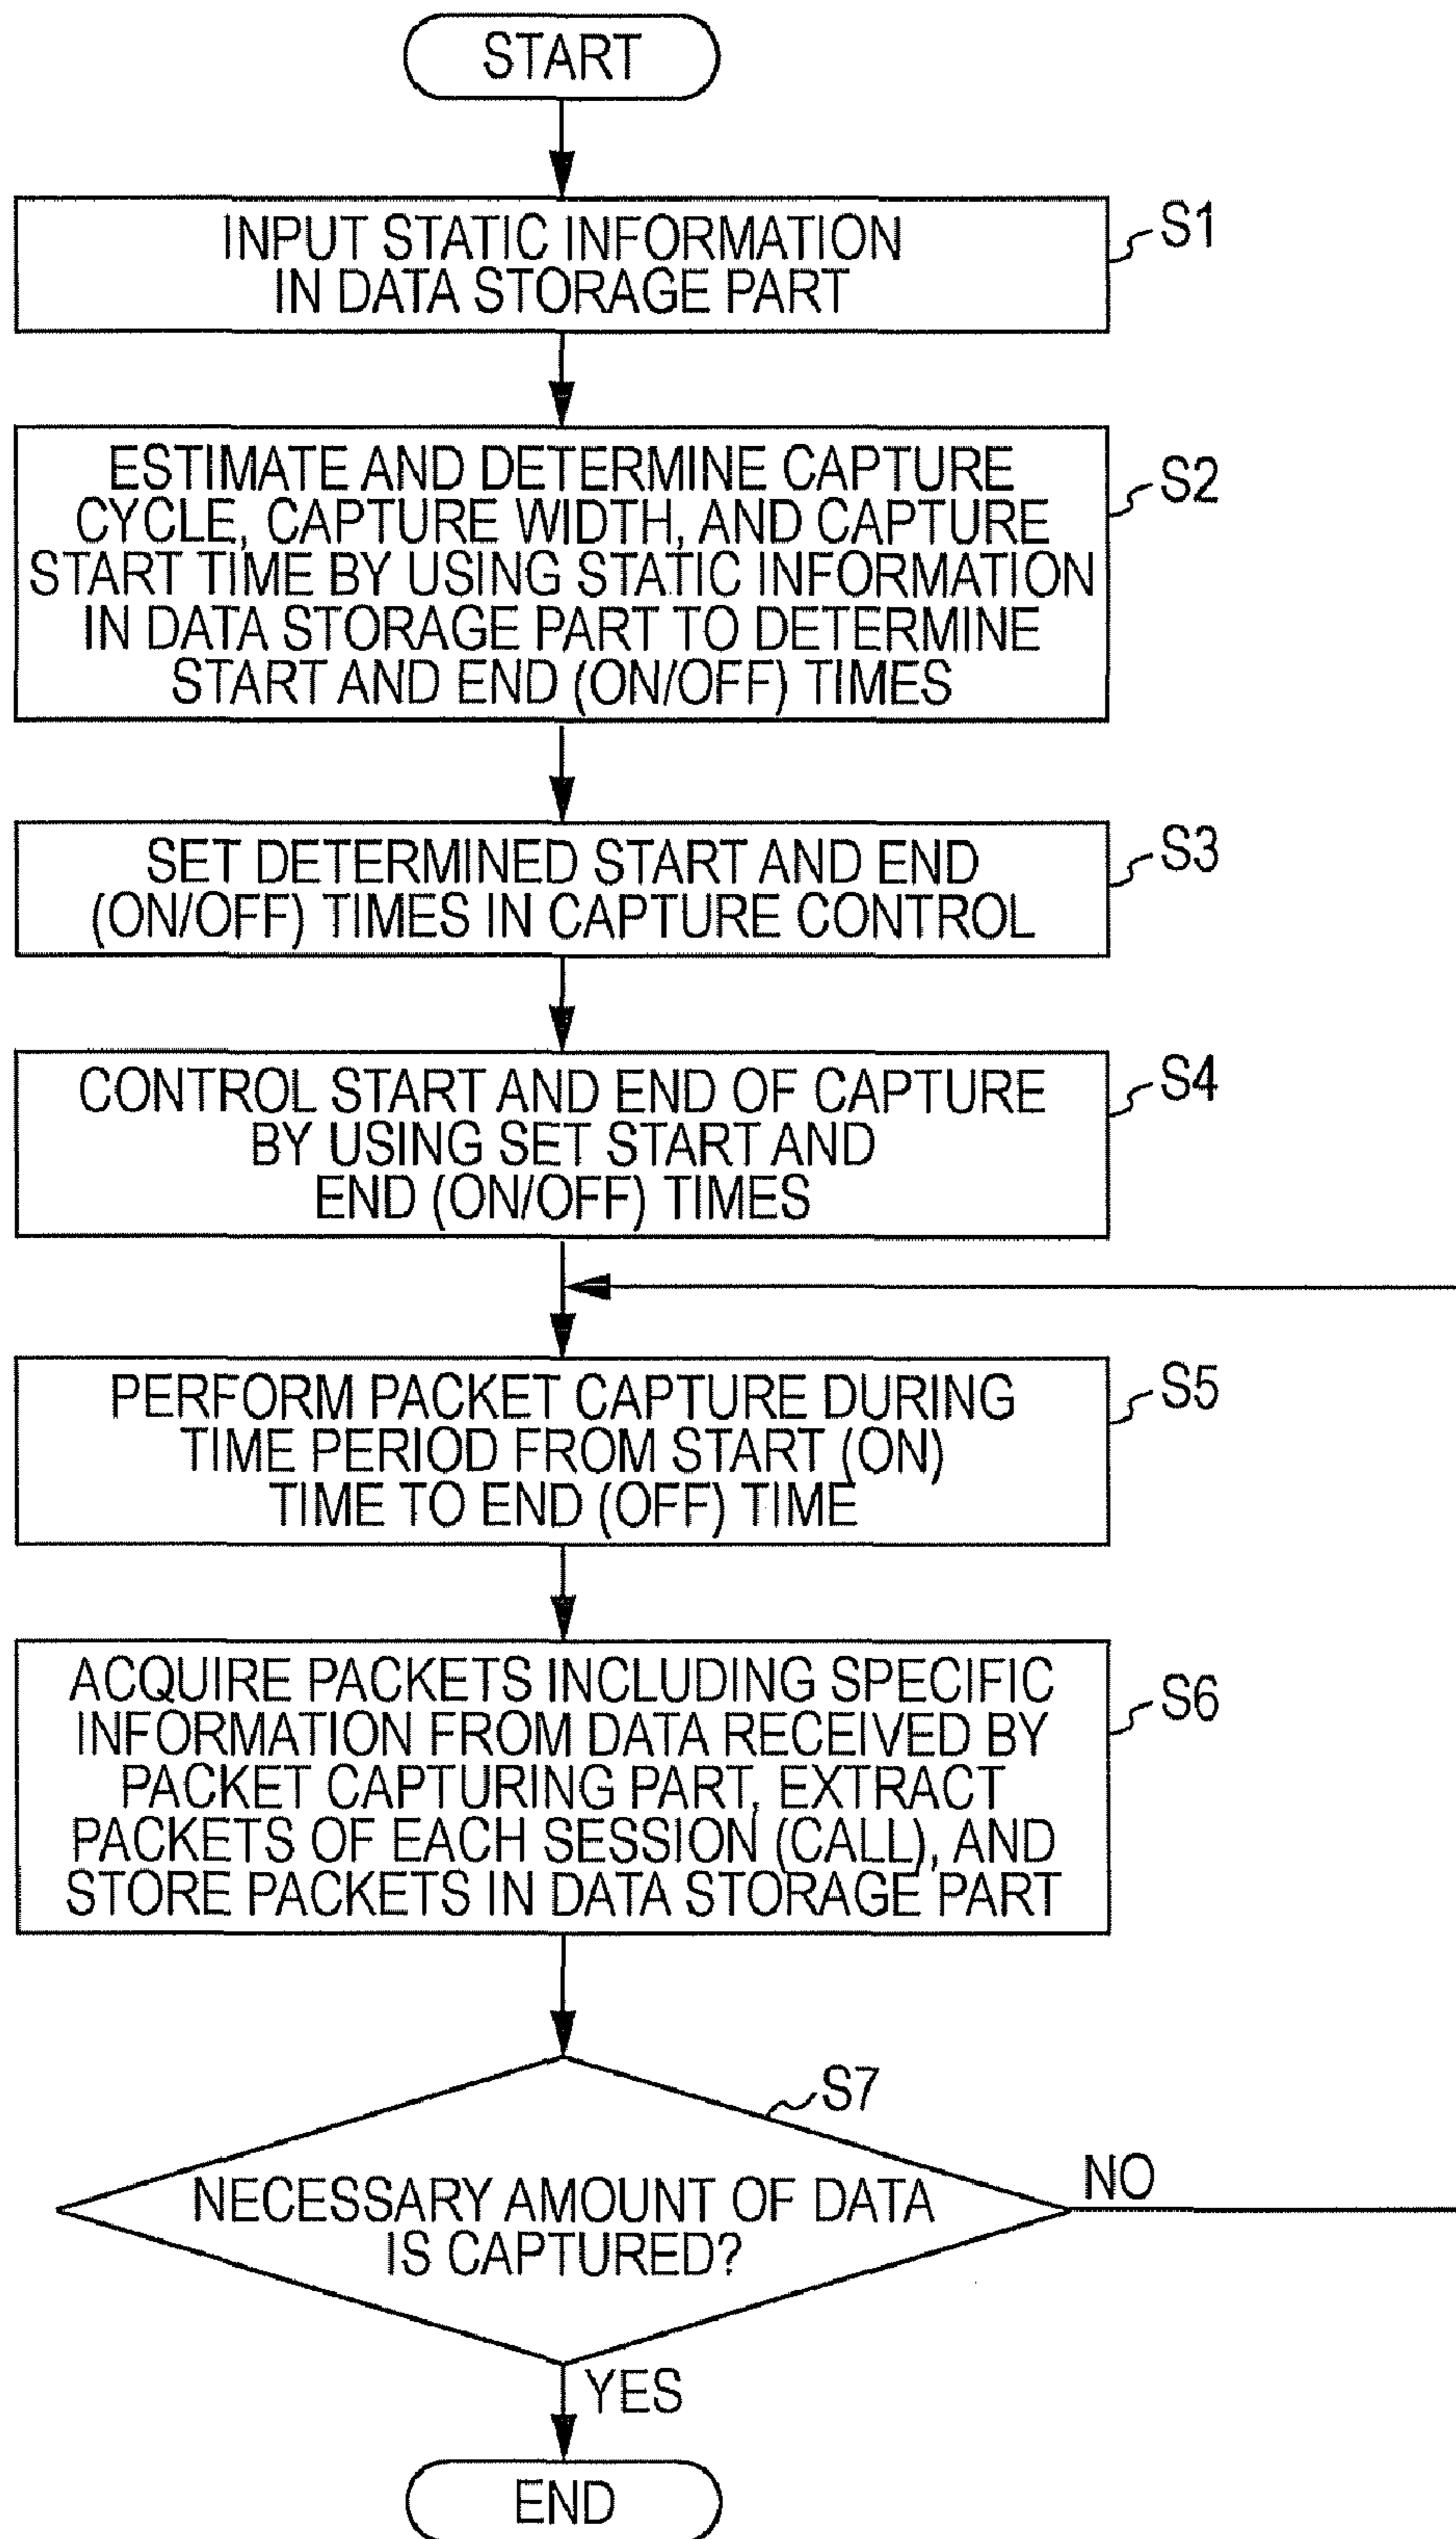 START
INPUT STATIC INFORMATION
IN DATA STORAGE PART
S1
ESTIMATE AND DETERMINE CAPTURE
CYCLE, CAPTURE WIDTH, AND CAPTURE
START TIME BY USING STATIC INFORMATION
IN DATA STORAGE PART TO DETERMINE
START AND END (ON/OFF) TIMES
S2
SET DETERMINED START AND END
(ON/OFF) TIMES IN CAPTURE CONTROL
S3
CONTROL START AND END OF CAPTURE
BY USING SET START AND
END (ON/OFF) TIMES
S4
PERFORM PACKET CAPTURE DURING
TIME PERIOD FROM START (ON)
TIME TO END (OFF) TIME
S5
ACQUIRE PACKETS INCLUDING SPECIFIC
INFORMATION FROM DATA RECEIVED BY
PACKET CAPTURING PART, EXTRACT
PACKETS OF EACH SESSION (CALL), AND
STORE PACKETS IN DATA STORAGE PART
S6
S7
NECESSARY AMOUNT OF DATA
IS CAPTURED?
NO
YES
END